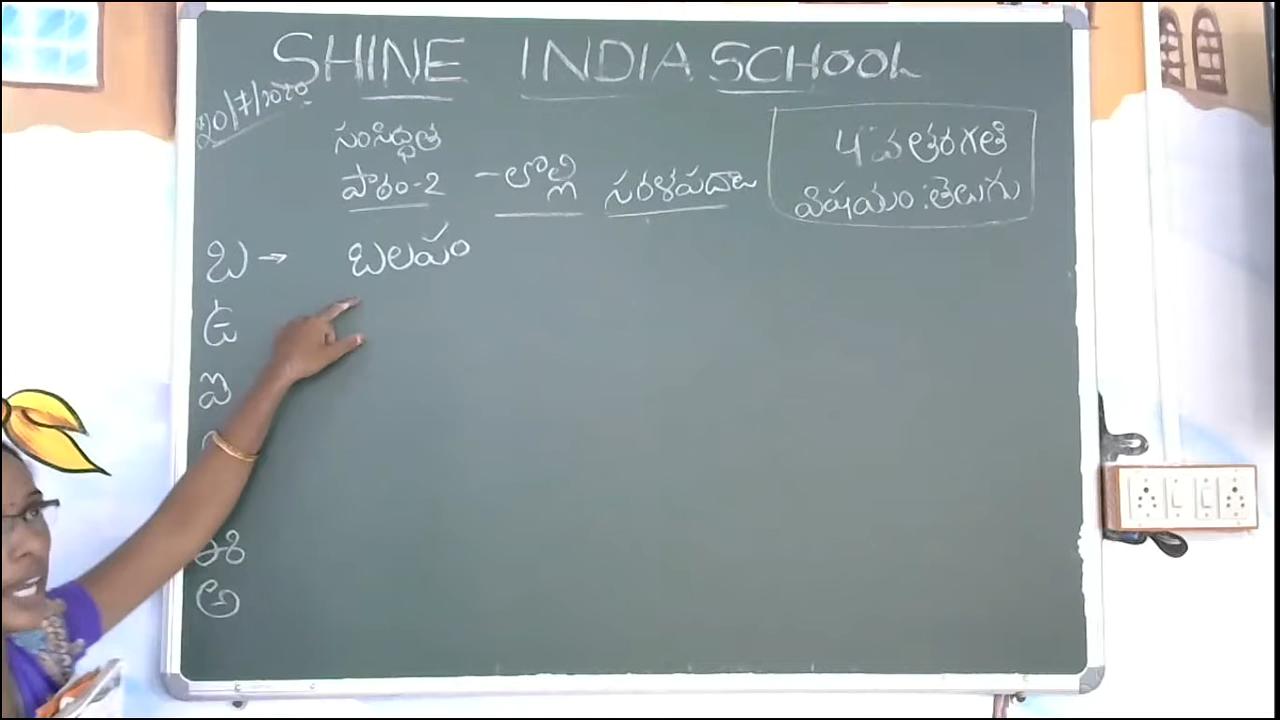 SHINE INDIA SCHOOL
20/7/2020
సంసిద్ధత
పాఠం-2 - లొల్లి సరళపదాలు
4వ తరగతి
విషయం : తెలుగు
బ → బలపం
ఉ
ఐ
ఈ
అ